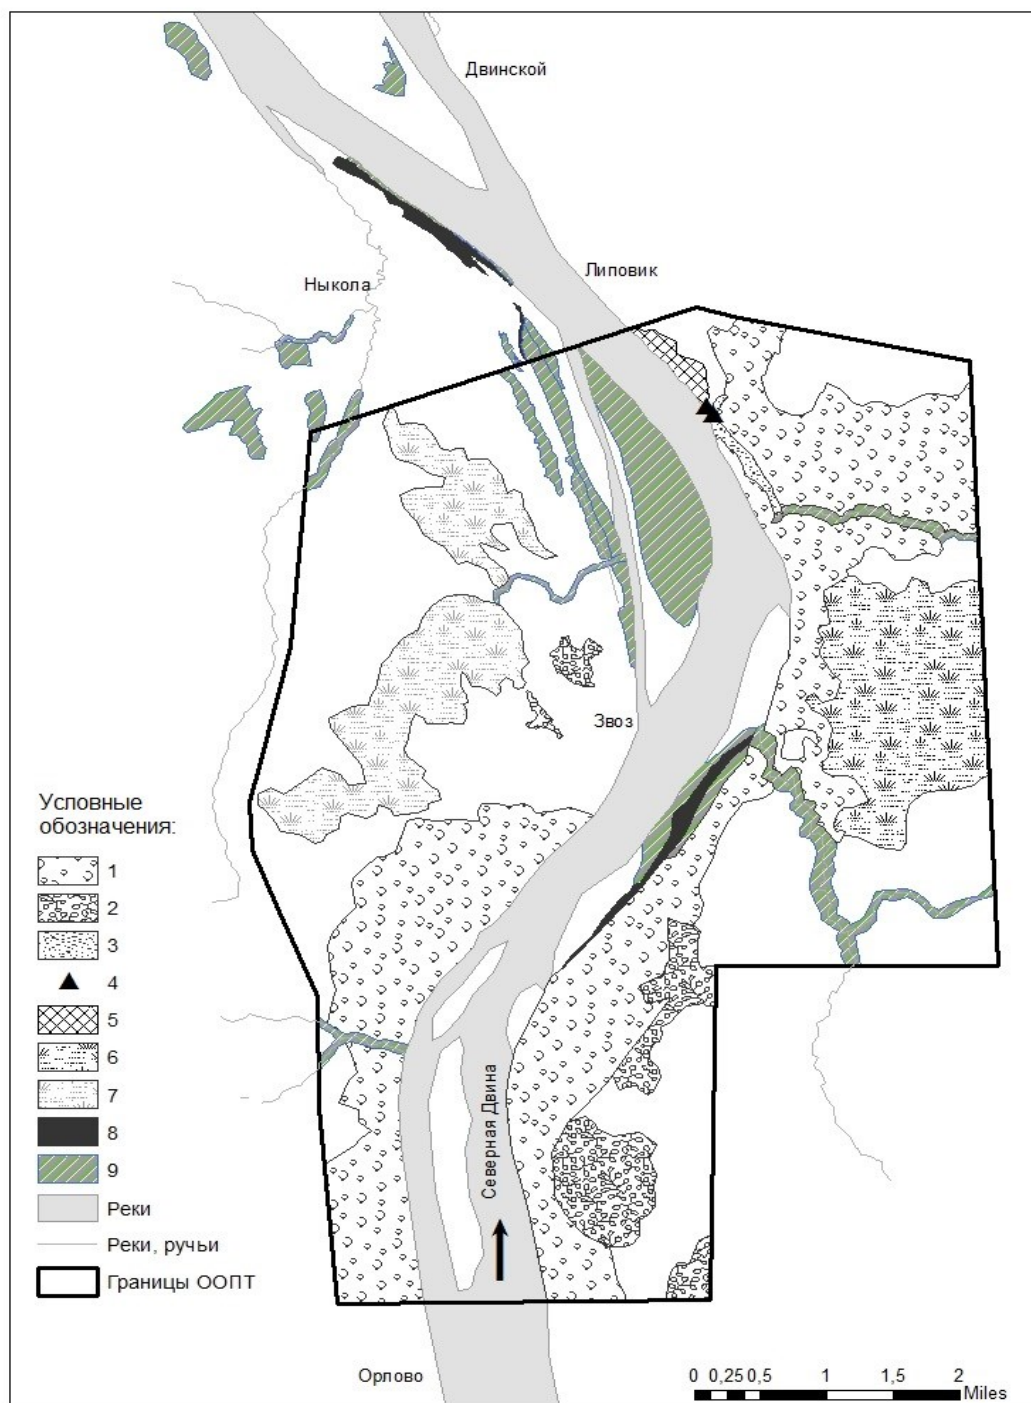 Двинской
Липовик
Ныкола
Звоз
Условные
обозначения:
1
2
3
4
5
6
7
8
9
Реки
Реки, ручьи
Границы ООПТ
Северная Двина
Орлово
0 0,25 0,5 1 1,5 2
Miles